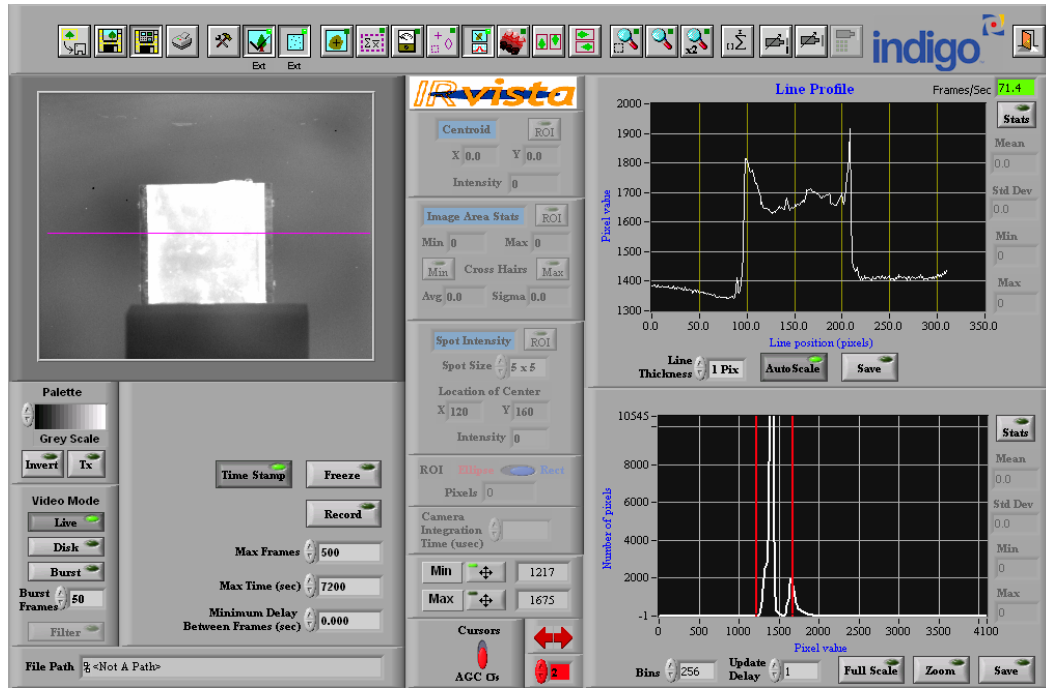 Ext Ext
Σx
x2
Σ
indigo
IRvista
Centroid ROI
X 0.0 Y 0.0
Intensity 0
Image Area Stats ROI
Min 0 Max 0
Min Cross Hairs Max
Avg 0.0 Sigma 0.0
Spot Intensity ROI
Spot Size 5 x 5
Location of Center
X 120 Y 160
Intensity 0
ROI Ellipse Rect
Pixels 0
Camera
Integration
Time (usec)
Min 1217
Max 1675
Cursors
AGC σs
2
Palette
Grey Scale
Invert Tx
Video Mode
Live
Disk
Burst
Burst
Frames 50
Filter
Time Stamp Freeze
Record
Max Frames 500
Max Time (sec) 7200
Minimum Delay
Between Frames (sec) 0.000
File Path <Not A Path>
Line Profile
Frames/Sec 71.4
Stats
Mean
0.0
Std Dev
0.0
Min
0
Max
0
Pixel value
2000
1900
1800
1700
1600
1500
1400
1300
0.0 50.0 100.0 150.0 200.0 250.0 300.0 350.0
Line position (pixels)
Line
Thickness 1 Pix AutoScale Save
Number of pixels
10545
8000
6000
4000
2000
-1
0 500 1000 1500 2000 2500 3000 3500 4100
Pixel value
Stats
Mean
0.0
Std Dev
0.0
Min
0
Max
0
Bins 256 Update
Delay 1 Full Scale Zoom Save